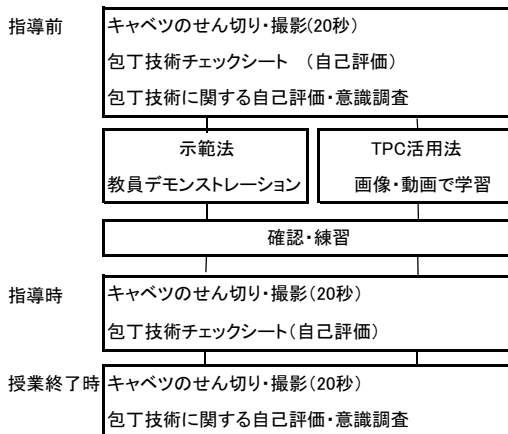 指導前
キャベツのせん切り・撮影(20秒)
包丁技術チェックシート　(自己評価)
包丁技術に関する自己評価・意識調査
示範法
教員デモンストレーション
TPC活用法
画像・動画で学習
確認・練習
指導時
キャベツのせん切り・撮影(20秒)
包丁技術チェックシート(自己評価)
授業終了時
キャベツのせん切り・撮影(20秒)
包丁技術に関する自己評価・意識調査